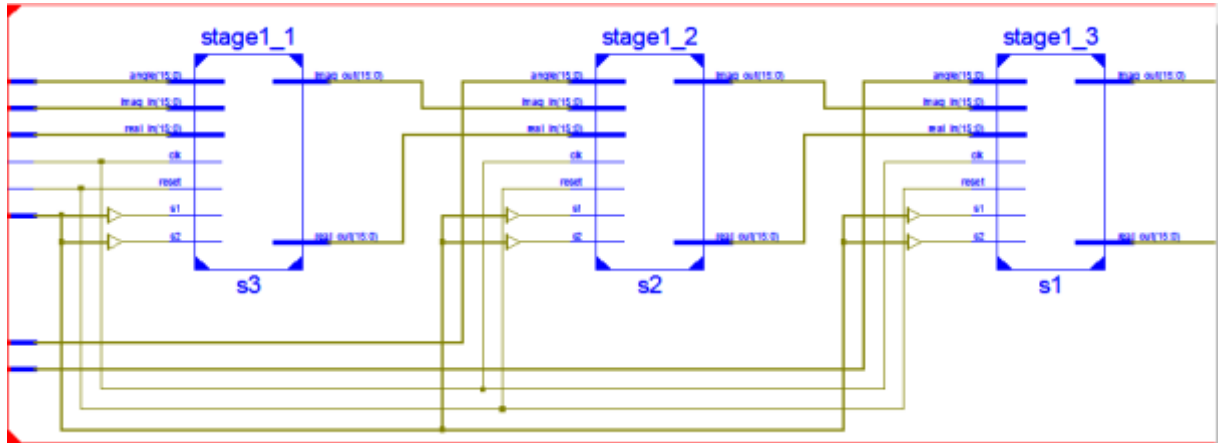 stage1_1
angle(15:0)
imag_in(15:0)
real_in(15:0)
clk
reset
s1
s2
imag_out(15:0)
real_out(15:0)
s3
stage1_2
angle(15:0)
imag_in(15:0)
real_in(15:0)
clk
reset
s1
s2
imag_out(15:0)
real_out(15:0)
s2
stage1_3
angle(15:0)
imag_in(15:0)
real_in(15:0)
clk
reset
s1
s2
imag_out(15:0)
real_out(15:0)
s1